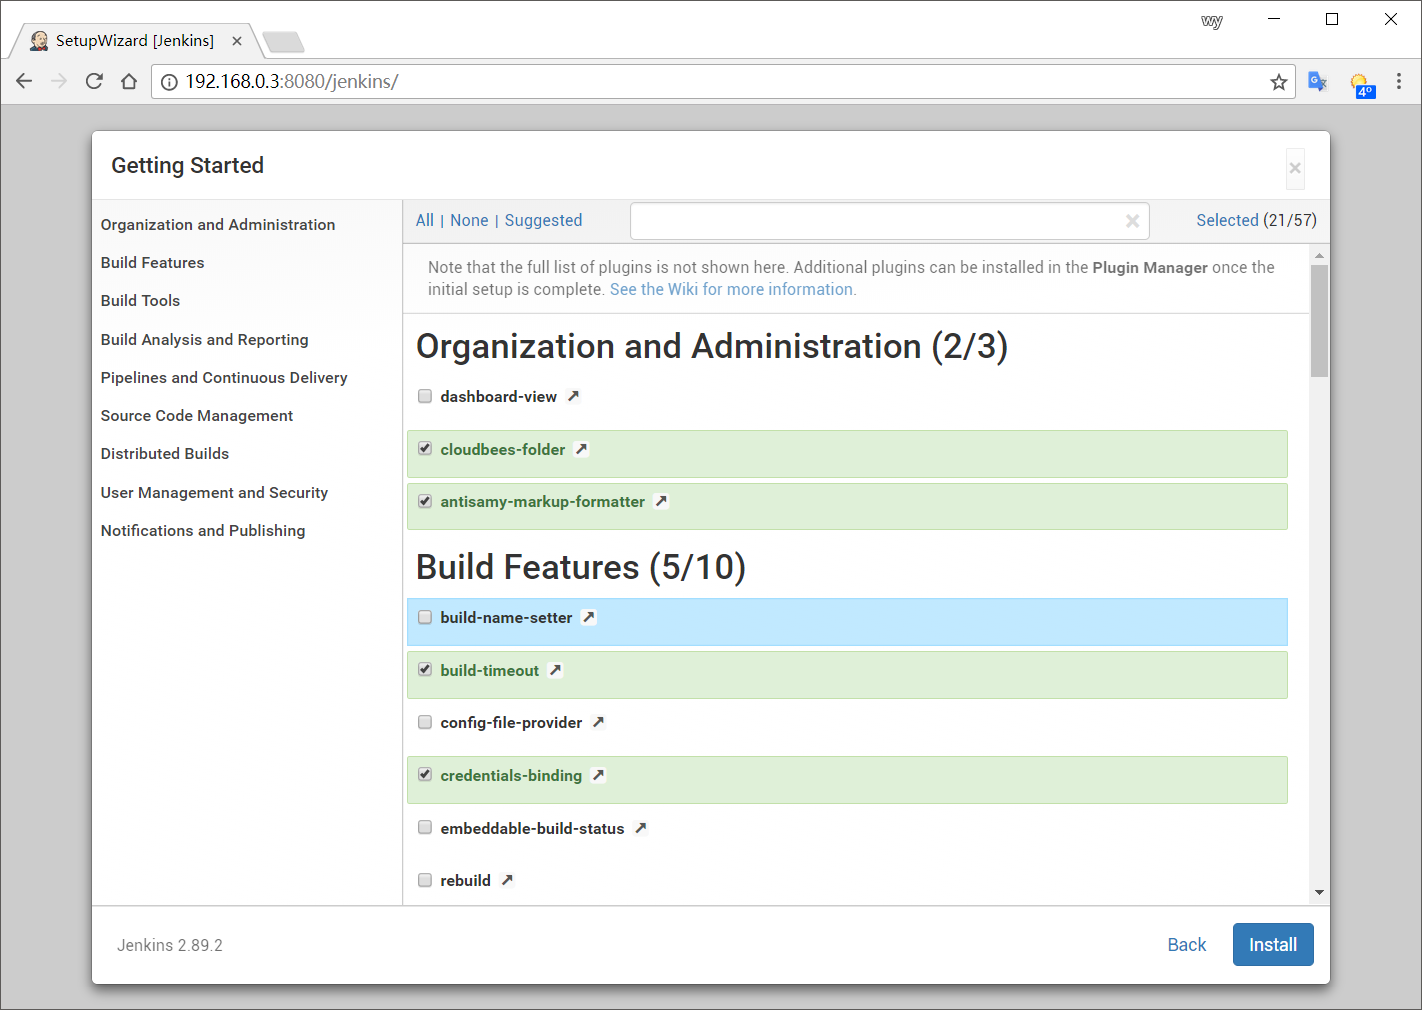 wy
SetupWizard [Jenkins]
192.168.0.3:8080/jenkins/
4°
Getting Started
Organization and Administration
Build Features
Build Tools
Build Analysis and Reporting
Pipelines and Continuous Delivery
Source Code Management
Distributed Builds
User Management and Security
Notifications and Publishing
All | None | Suggested
Selected (21/57)
Note that the full list of plugins is not shown here. Additional plugins can be installed in the Plugin Manager once the
initial setup is complete. See the Wiki for more information.
Organization and Administration (2/3)
dashboard-view
cloudbees-folder
antisamy-markup-formatter
Build Features (5/10)
build-name-setter
build-timeout
config-file-provider
credentials-binding
embeddable-build-status
rebuild
Jenkins 2.89.2
Back
Install